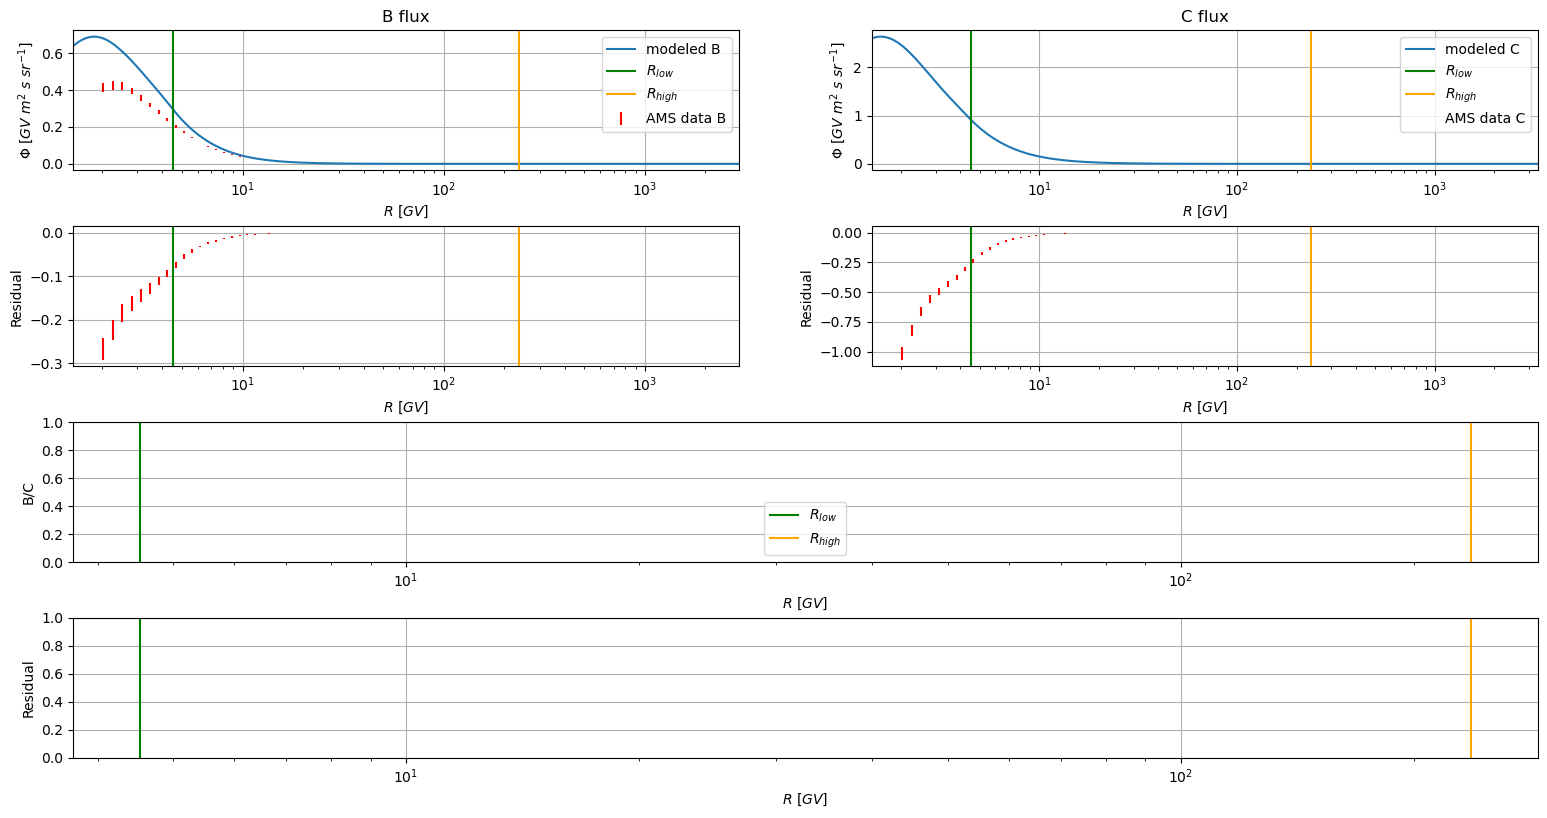 B flux
C flux
Φ [GV m² s sr⁻¹]
0.6
0.4
0.2
0.0
modeled B
R_low
R_high
AMS data B
10¹
10²
10³
R [GV]
Φ [GV m² s sr⁻¹]
2
1
0
modeled C
R_low
R_high
AMS data C
10¹
10²
10³
R [GV]
Residual
0.0
−0.1
−0.2
−0.3
10¹
10²
10³
R [GV]
Residual
0.00
−0.25
−0.50
−0.75
−1.00
10¹
10²
10³
R [GV]
B/C
1.0
0.8
0.6
0.4
0.2
0.0
R_low
R_high
10¹
10²
R [GV]
Residual
1.0
0.8
0.6
0.4
0.2
0.0
10¹
10²
R [GV]